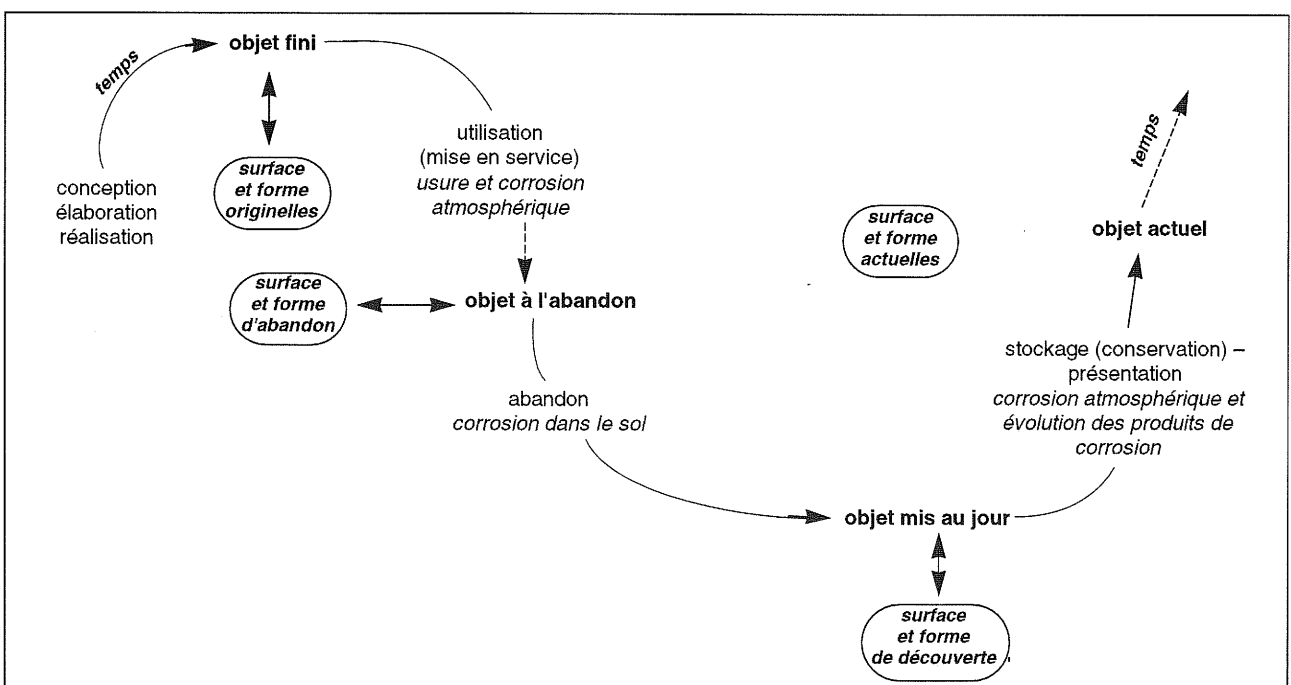 temps
objet fini
conception
élaboration
réalisation
surface
et forme
originelles
utilisation
(mise en service)
usure et corrosion
atmosphérique
surface
et forme
d'abandon
objet à l'abandon
abandon
corrosion dans le sol
objet mis au jour
surface
et forme
de découverte
surface
et forme
actuelles
temps
objet actuel
stockage (conservation) –
présentation
corrosion atmosphérique et
évolution des produits de
corrosion